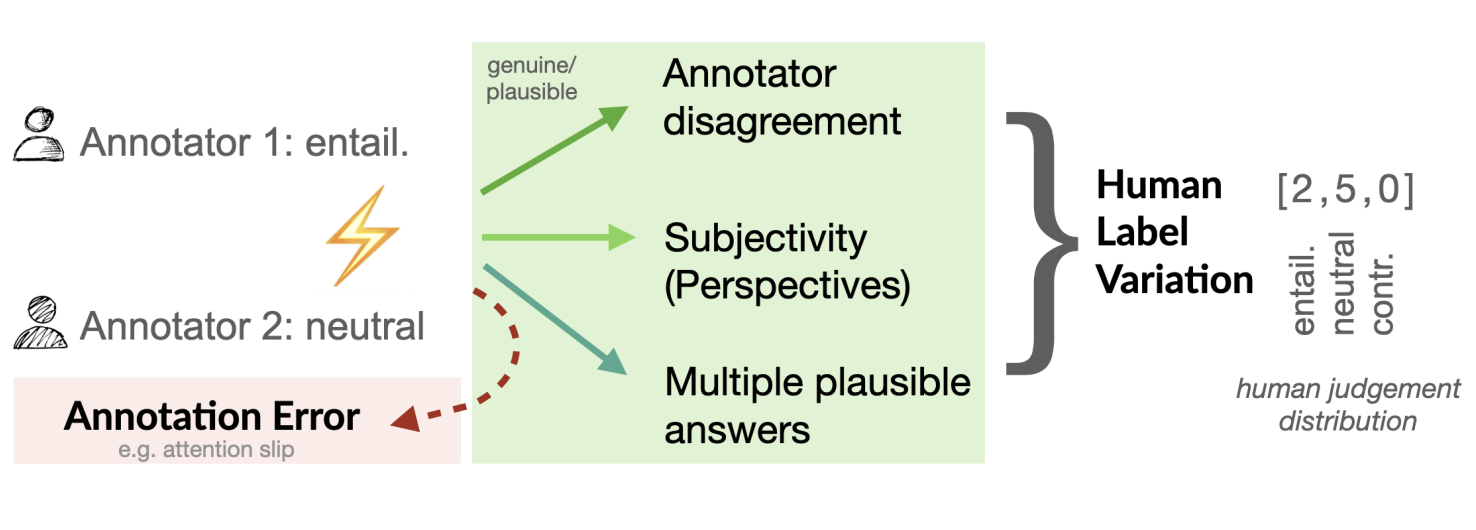 Annotator 1: entail.
Annotator 2: neutral
Annotation Error
e.g. attention slip
genuine/
plausible
Annotator
disagreement
Subjectivity
(Perspectives)
Multiple plausible
answers
Human
Label
Variation
[2,5,0]
entail.
neutral
contr.
human judgement
distribution